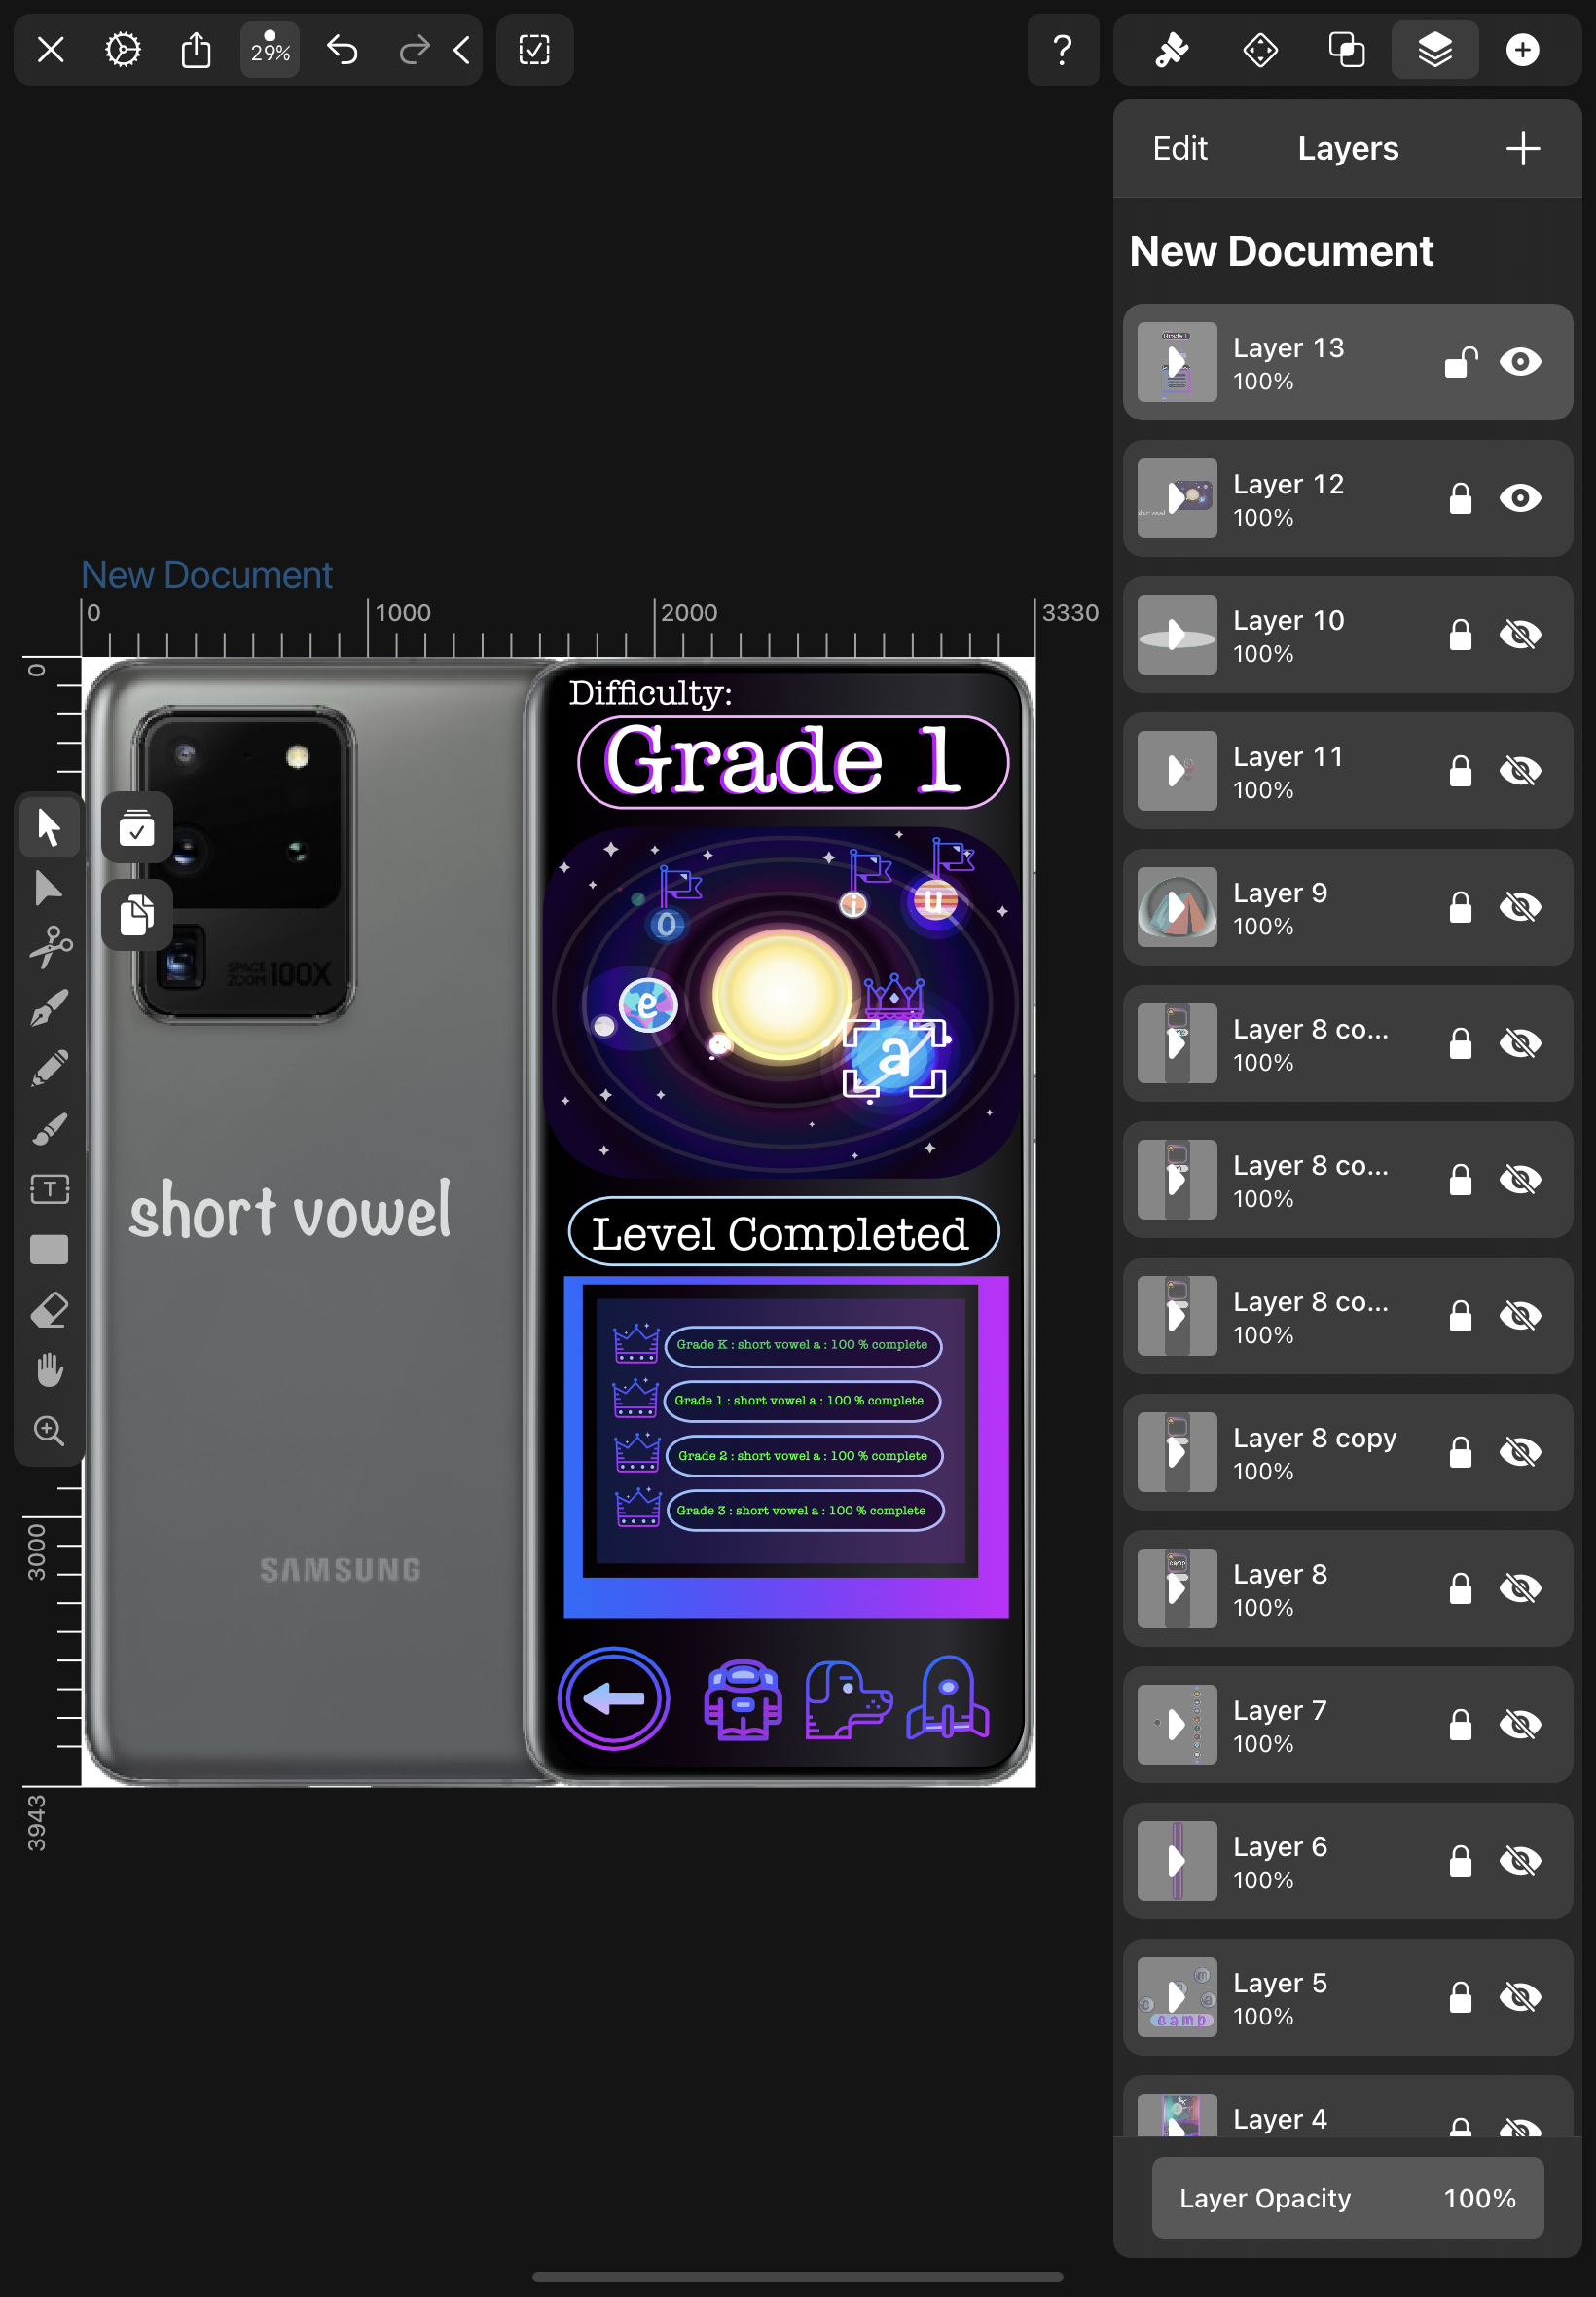 29%
?
Edit
Layers
New Document
Layer 13
100%
Layer 12
100%
Layer 10
100%
Layer 11
100%
Layer 9
100%
Layer 8 co...
100%
Layer 8 co...
100%
Layer 8 co...
100%
Layer 8 copy
100%
Layer 8
100%
Layer 7
100%
Layer 6
100%
Layer 5
100%
camp
Layer 4
Layer Opacity 100%
New Document
0 1000 2000 3330
0
3000
3943
T
SPACE ZOOM 100X
short vowel
SAMSUNG
Difficulty:
Grade 1
o
i
u
e
a
Level Completed
Grade K : short vowel a : 100 % complete
Grade 1 : short vowel a : 100 % complete
Grade 2 : short vowel a : 100 % complete
Grade 3 : short vowel a : 100 % complete